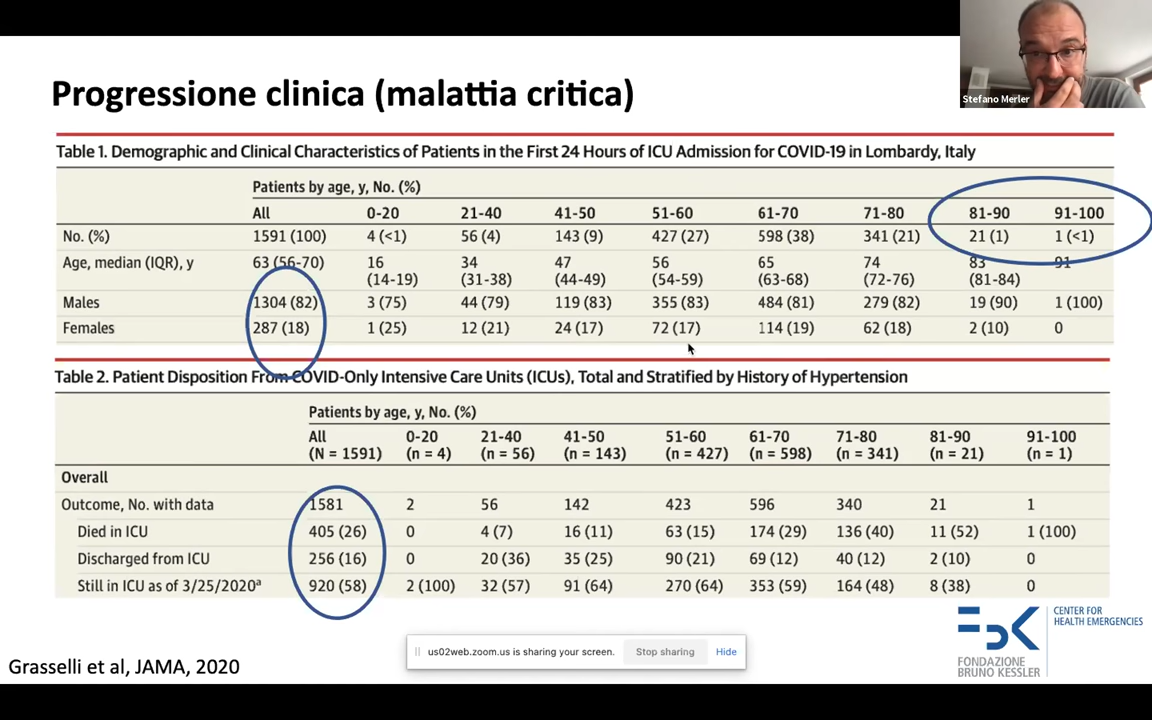 Stefano Merler
Progressione clinica (malattia critica)
Table 1. Demographic and Clinical Characteristics of Patients in the First 24 Hours of ICU Admission for COVID-19 in Lombardy, Italy
Patients by age, y, No. (%)
All 0-20 21-40 41-50 51-60 61-70 71-80 81-90 91-100
No. (%) 1591 (100) 4 (<1) 56 (4) 143 (9) 427 (27) 598 (38) 341 (21) 21 (1) 1 (<1)
Age, median (IQR), y 63 (56-70) 16 34 47 56 65 74 83 91
(14-19) (31-38) (44-49) (54-59) (63-68) (72-76) (81-84)
Males 1304 (82) 3 (75) 44 (79) 119 (83) 355 (83) 484 (81) 279 (82) 19 (90) 1 (100)
Females 287 (18) 1 (25) 12 (21) 24 (17) 72 (17) 114 (19) 62 (18) 2 (10) 0
Table 2. Patient Disposition From COVID-Only Intensive Care Units (ICUs), Total and Stratified by History of Hypertension
Patients by age, y, No. (%)
All 0-20 21-40 41-50 51-60 61-70 71-80 81-90 91-100
(N = 1591) (n = 4) (n = 56) (n = 143) (n = 427) (n = 598) (n = 341) (n = 21) (n = 1)
Overall
Outcome, No. with data 1581 2 56 142 423 596 340 21 1
Died in ICU 405 (26) 0 4 (7) 16 (11) 63 (15) 174 (29) 136 (40) 11 (52) 1 (100)
Discharged from ICU 256 (16) 0 20 (36) 35 (25) 90 (21) 69 (12) 40 (12) 2 (10) 0
Still in ICU as of 3/25/2020a 920 (58) 2 (100) 32 (57) 91 (64) 270 (64) 353 (59) 164 (48) 8 (38) 0
us02web.zoom.us is sharing your screen. Stop sharing Hide
Grasselli et al, JAMA, 2020
FBK
FONDAZIONE
BRUNO KESSLER
CENTER FOR
HEALTH EMERGENCIES